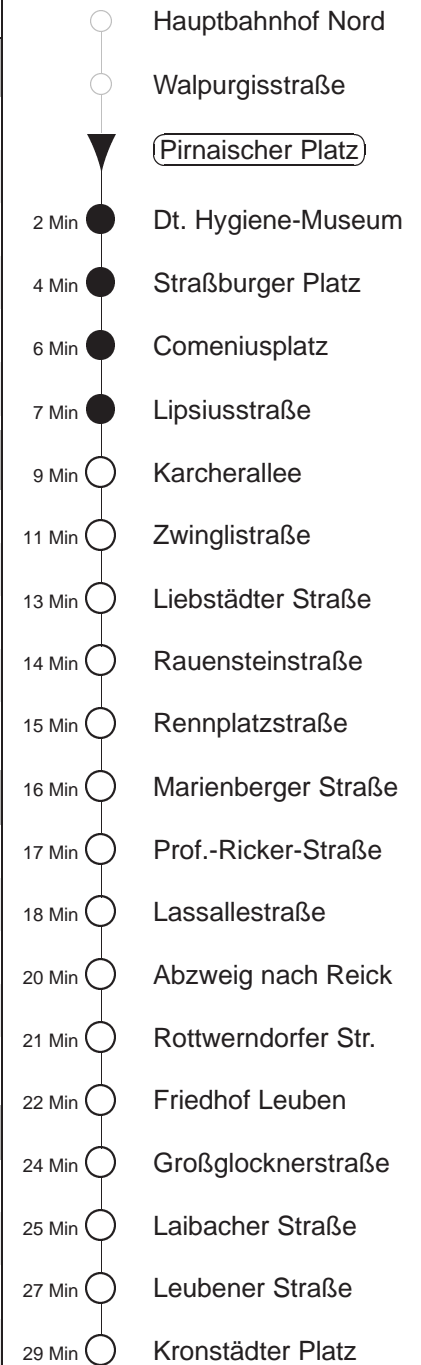 Hauptbahnhof Nord
Walpurgisstraße
Pirnaischer Platz
2 Min Dt. Hygiene-Museum
4 Min Straßburger Platz
6 Min Comeniusplatz
7 Min Lipsiusstraße
9 Min Karcherallee
11 Min Zwinglistraße
13 Min Liebstädter Straße
14 Min Rauensteinstraße
15 Min Rennplatzstraße
16 Min Marienberger Straße
17 Min Prof.-Ricker-Straße
18 Min Lassallestraße
20 Min Abzweig nach Reick
21 Min Rottwerndorfer Str.
22 Min Friedhof Leuben
24 Min Großglocknerstraße
25 Min Laibacher Straße
27 Min Leubener Straße
29 Min Kronstädter Platz